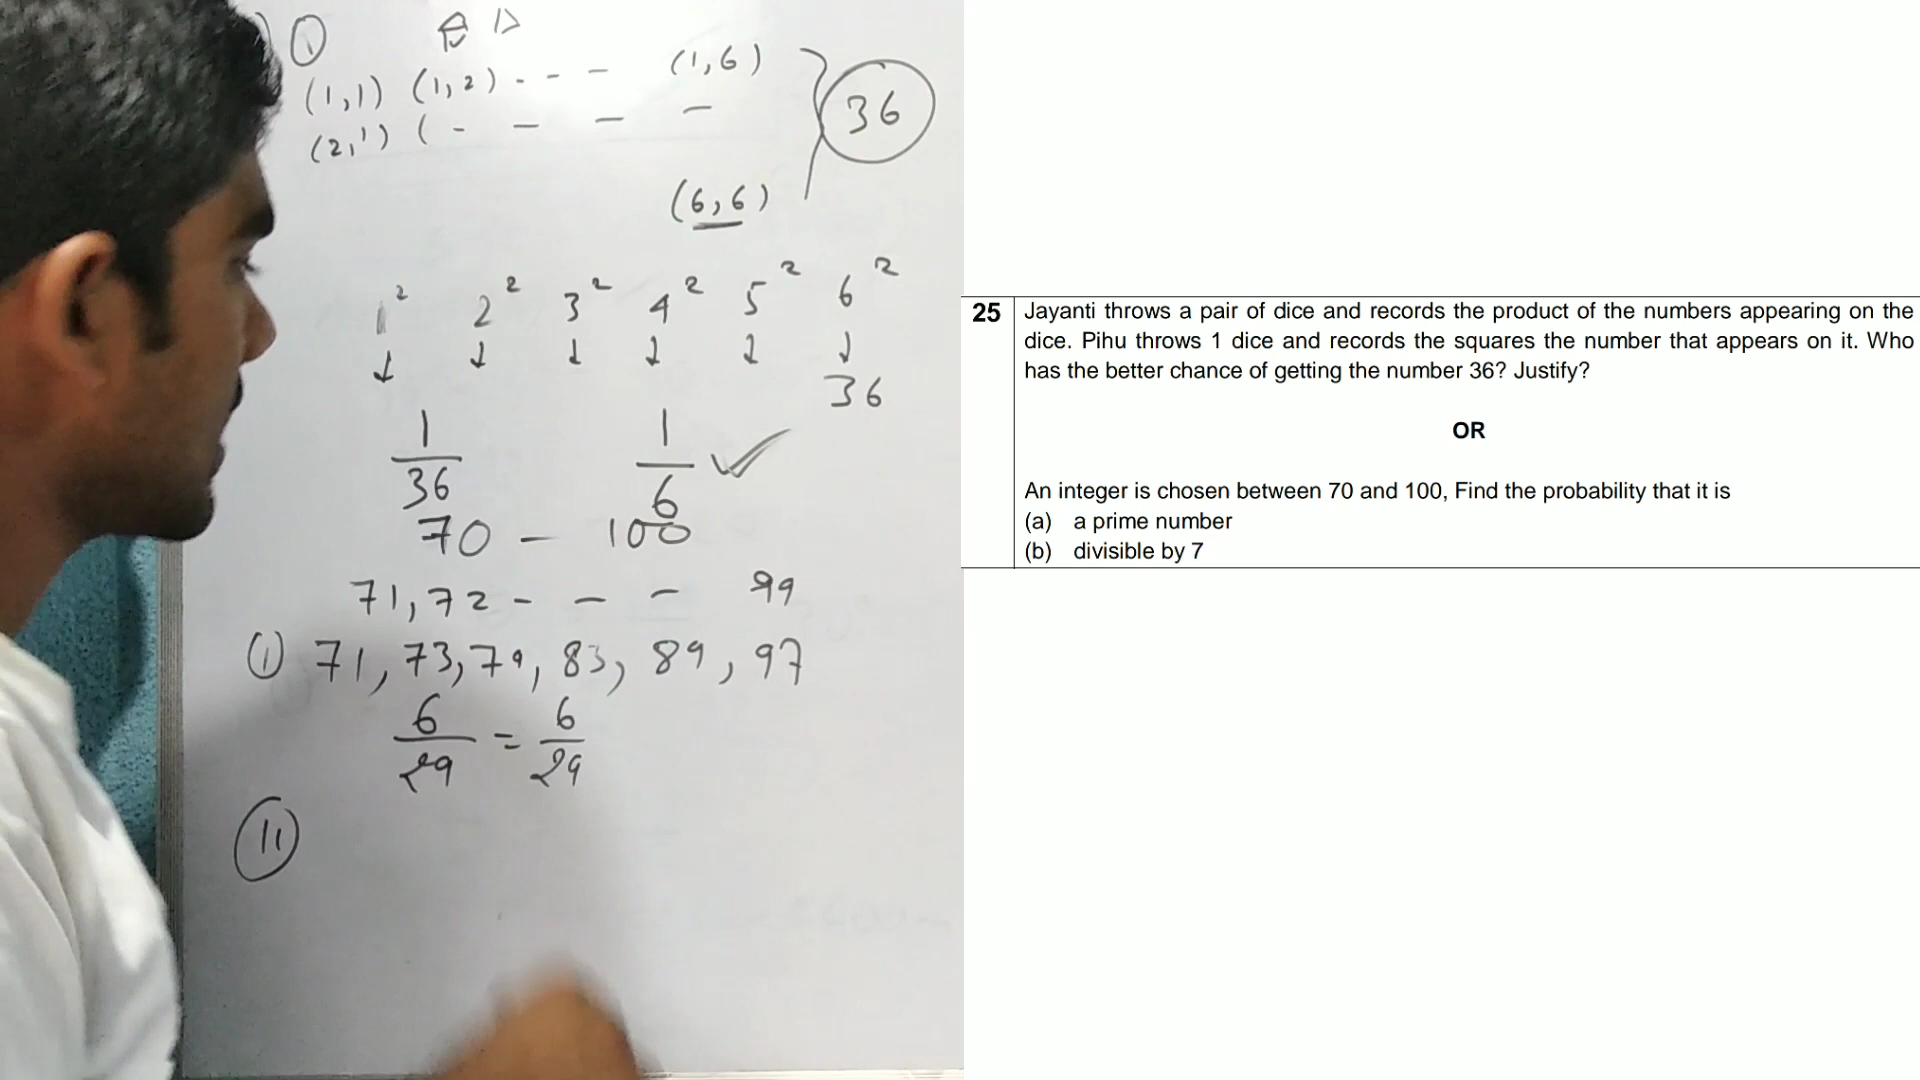 ①
(1,1) (1,2) - - - (1,6)
(2,1) ( - - - -
36
(6,6)
1² 2² 3² 4² 5² 6²
↓ ↓ ↓ ↓ ↓ ↓
36
1/36 1/6 ✓
70 - 100
71, 72 - - - 99
① 71, 73, 79, 83, 89, 97
6/29 = 6/29
⑪
25 Jayanti throws a pair of dice and records the product of the numbers appearing on the
dice. Pihu throws 1 dice and records the squares the number that appears on it. Who
has the better chance of getting the number 36? Justify?
OR
An integer is chosen between 70 and 100, Find the probability that it is
(a) a prime number
(b) divisible by 7